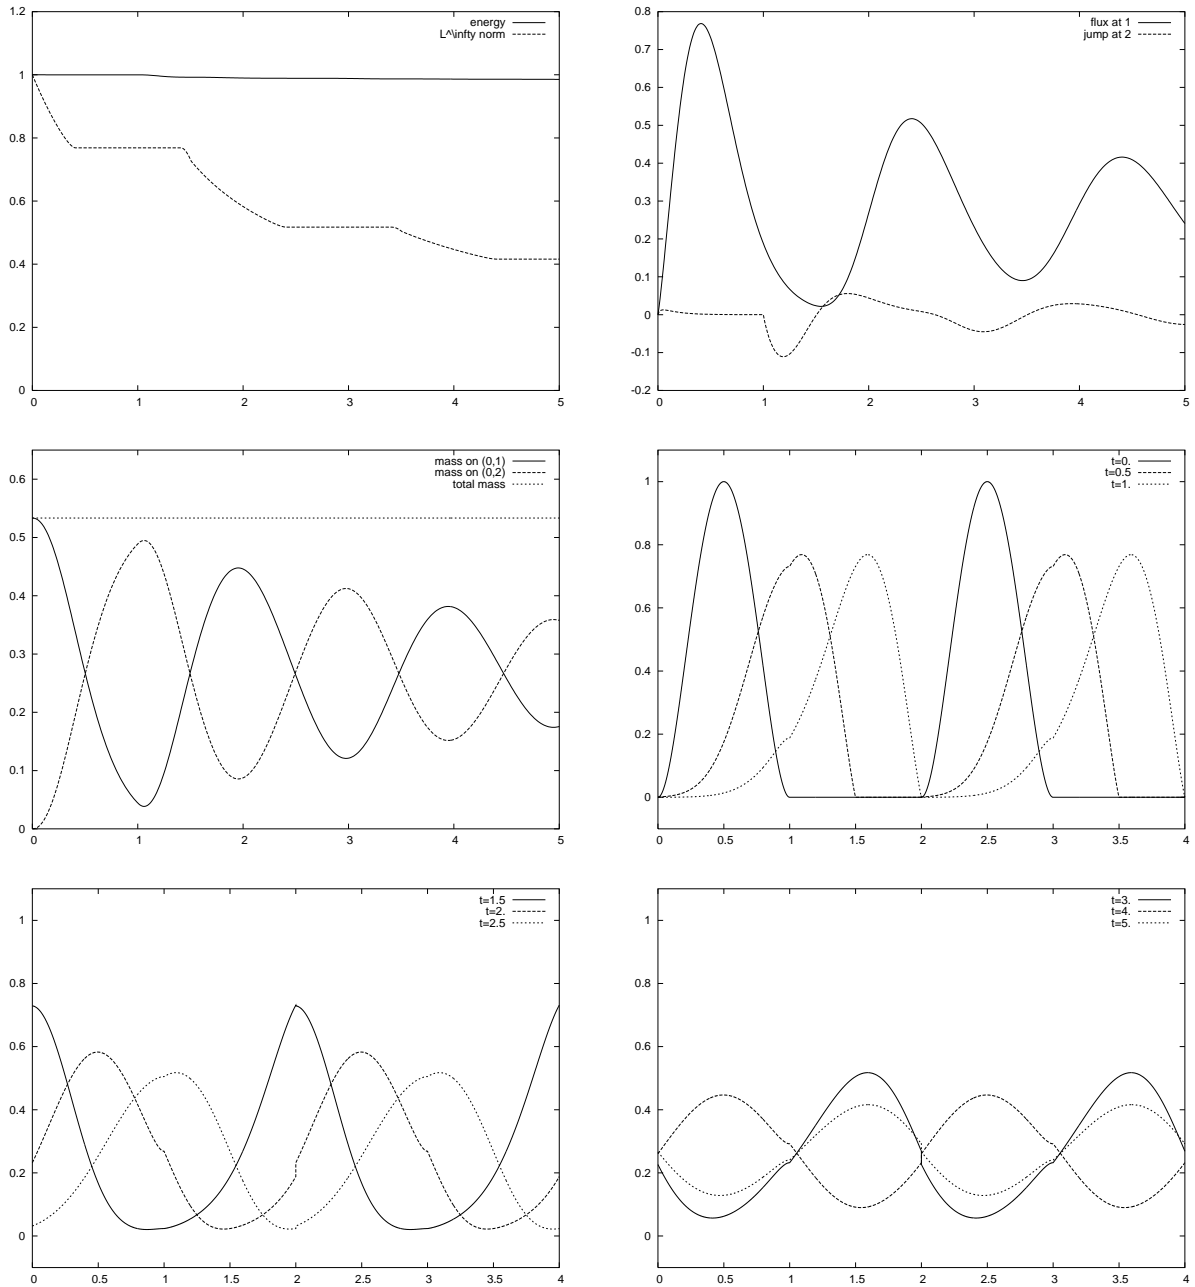 energy
L^\infty norm
1.2
1
0.8
0.6
0.4
0.2
0
0 1 2 3 4 5
flux at 1
jump at 2
0.8
0.7
0.6
0.5
0.4
0.3
0.2
0.1
0
-0.1
-0.2
0 1 2 3 4 5
mass on (0,1)
mass on (0,2)
total mass
0.6
0.5
0.4
0.3
0.2
0.1
0
0 1 2 3 4 5
t=0.
t=0.5
t=1.
1
0.8
0.6
0.4
0.2
0
0 0.5 1 1.5 2 2.5 3 3.5 4
t=1.5
t=2.
t=2.5
1
0.8
0.6
0.4
0.2
0
0 0.5 1 1.5 2 2.5 3 3.5 4
t=3.
t=4.
t=5.
1
0.8
0.6
0.4
0.2
0
0 0.5 1 1.5 2 2.5 3 3.5 4